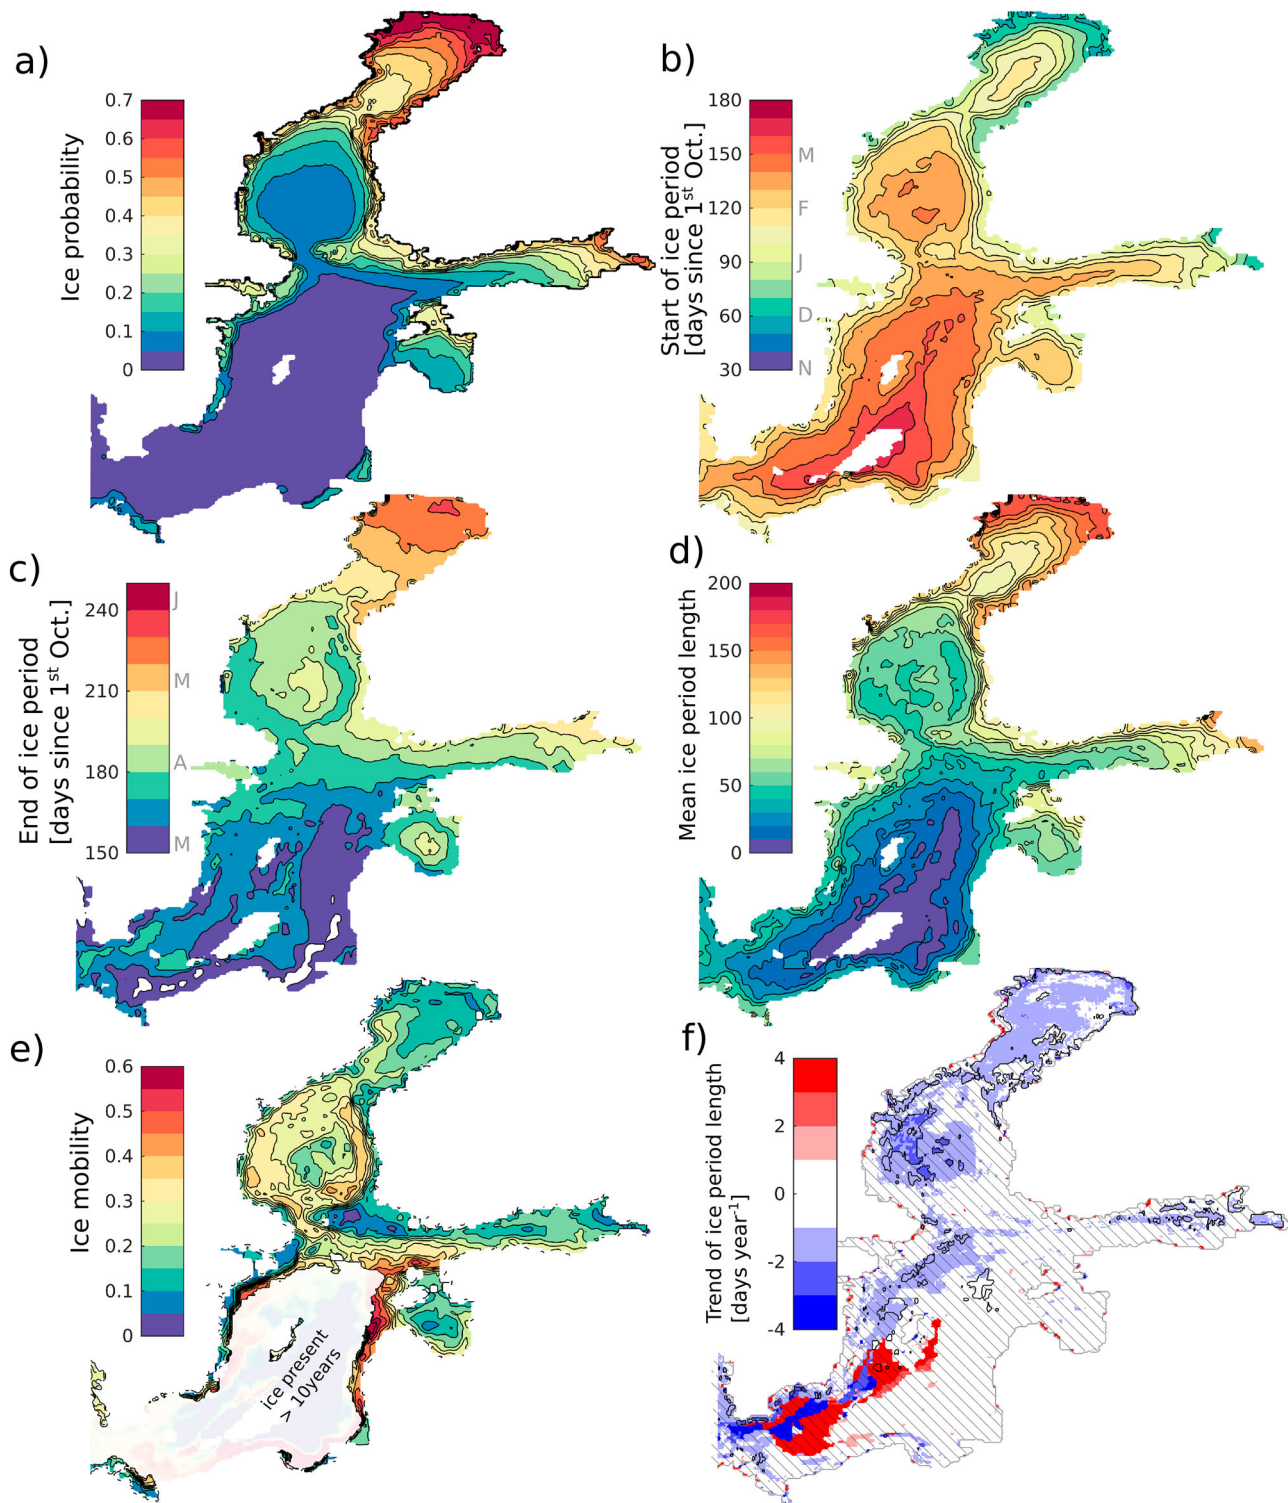 a)
Ice probability
0.7
0.6
0.5
0.4
0.3
0.2
0.1
0
b)
Start of ice period
[days since 1st Oct.]
180
150
120
90
60
30
M
F
J
D
N
c)
End of ice period
[days since 1st Oct.]
240
210
180
150
J
M
A
M
d)
Mean ice period length
200
150
100
50
0
e)
Ice mobility
0.6
0.5
0.4
0.3
0.2
0.1
0
ice present
> 10years
f)
Trend of ice period length
[days year-1]
4
2
0
-2
-4